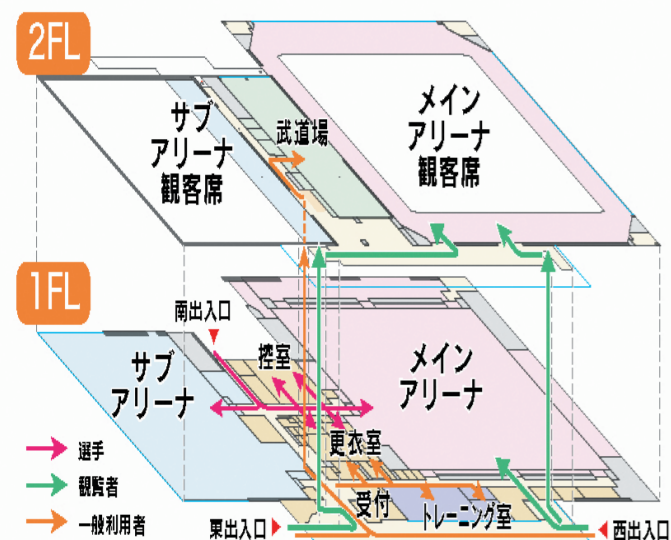 2FL
サブ
アリーナ
観客席
武道場
メイン
アリーナ
観客席
1FL
南出入口
サブ
アリーナ
控室
メイン
アリーナ
更衣室
受付
トレーニング室
選手
観覧者
一般利用者
東出入口
西出入口